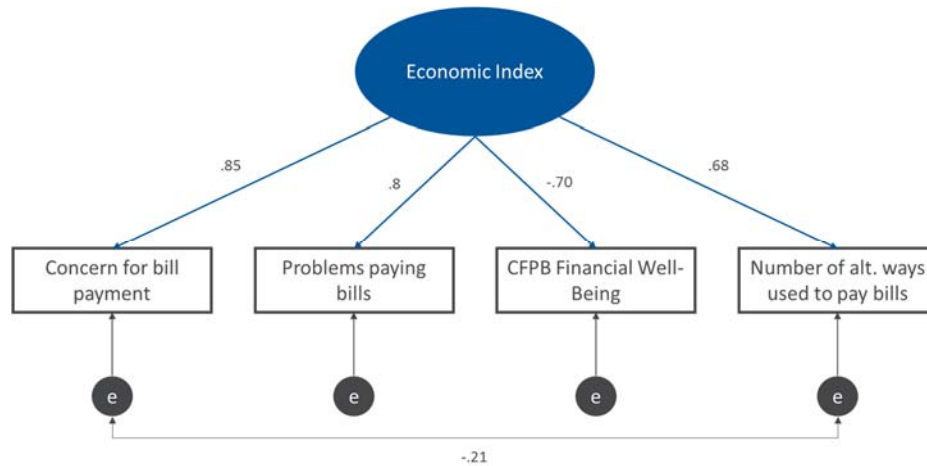 Economic Index
.85
.8
-.70
.68
Concern for bill
payment
Problems paying
bills
CFPB Financial Well-
Being
Number of alt. ways
used to pay bills
e
e
e
e
-.21